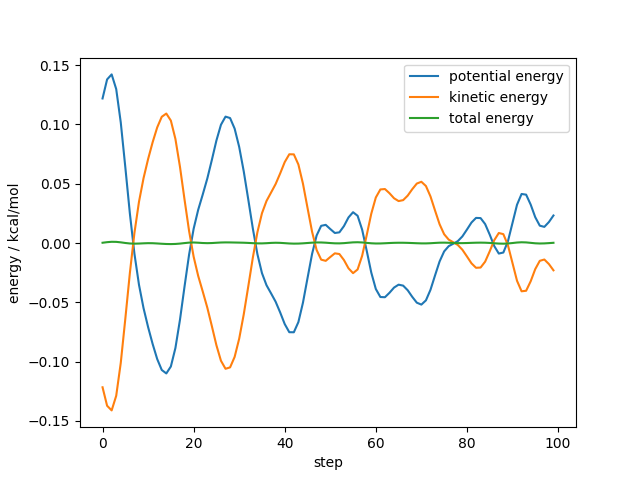 0.15
0.10
0.05
0.00
−0.05
−0.10
−0.15
energy / kcal/mol
potential energy
kinetic energy
total energy
0
20
40
60
80
100
step